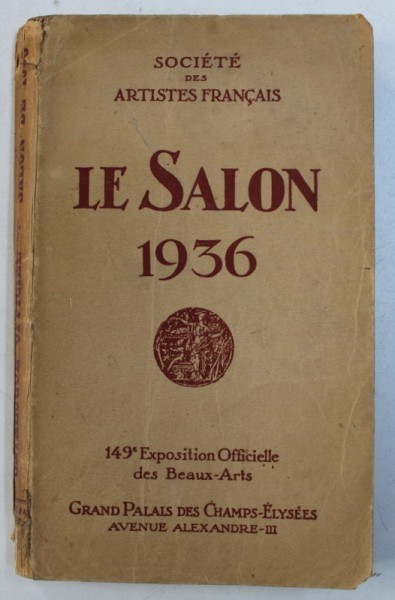 SOCIÉTÉ
DES
ARTISTES FRANÇAIS
LE SALON
1936
149e Exposition Officielle
des Beaux-Arts
GRAND PALAIS DES CHAMPS-ÉLYSÉES
AVENUE ALEXANDRE-III